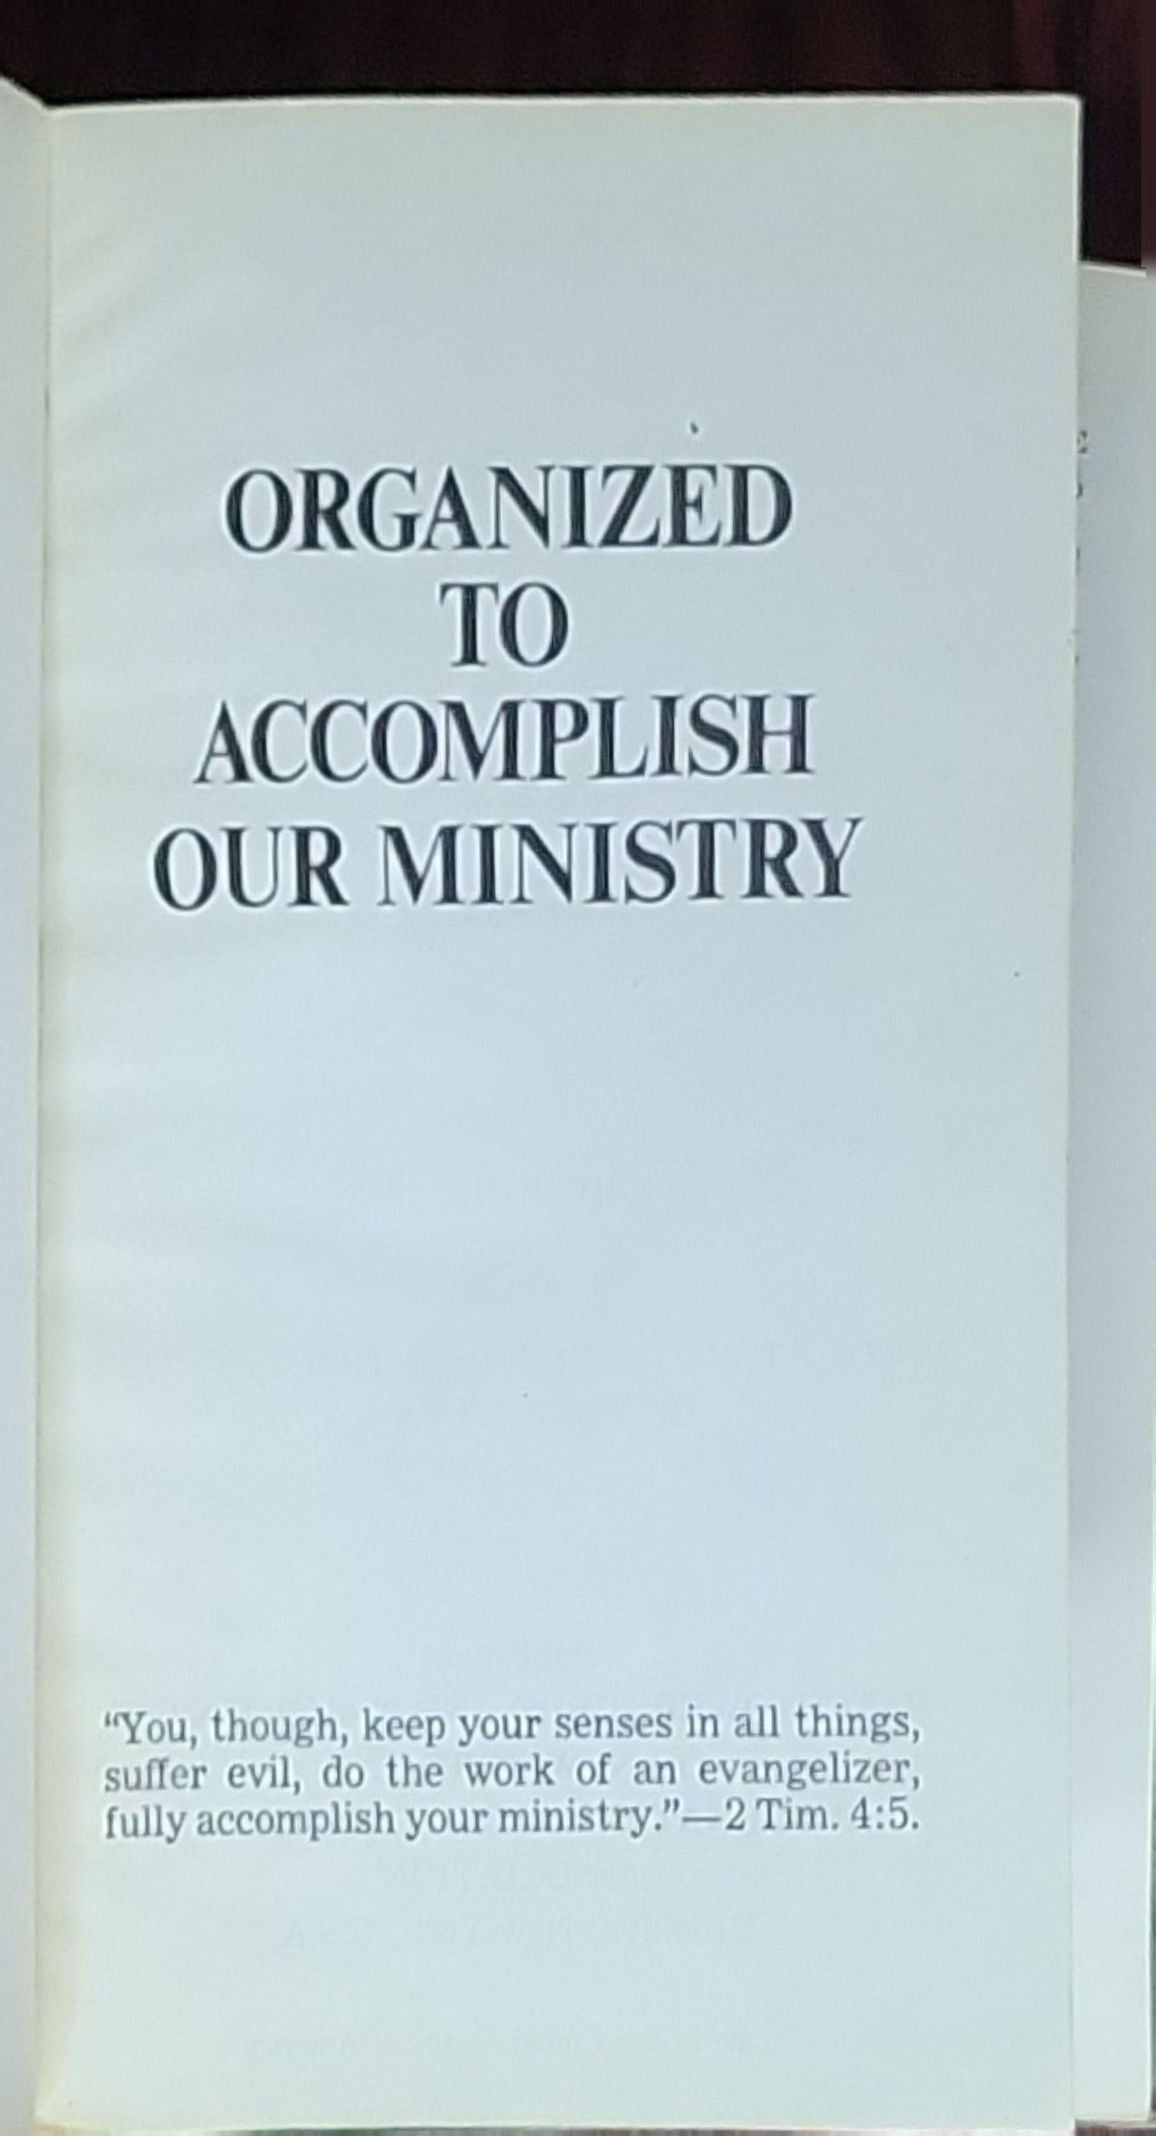 ORGANIZED
TO
ACCOMPLISH
OUR MINISTRY
“You, though, keep your senses in all things,
suffer evil, do the work of an evangelizer,
fully accomplish your ministry.”—2 Tim. 4:5.